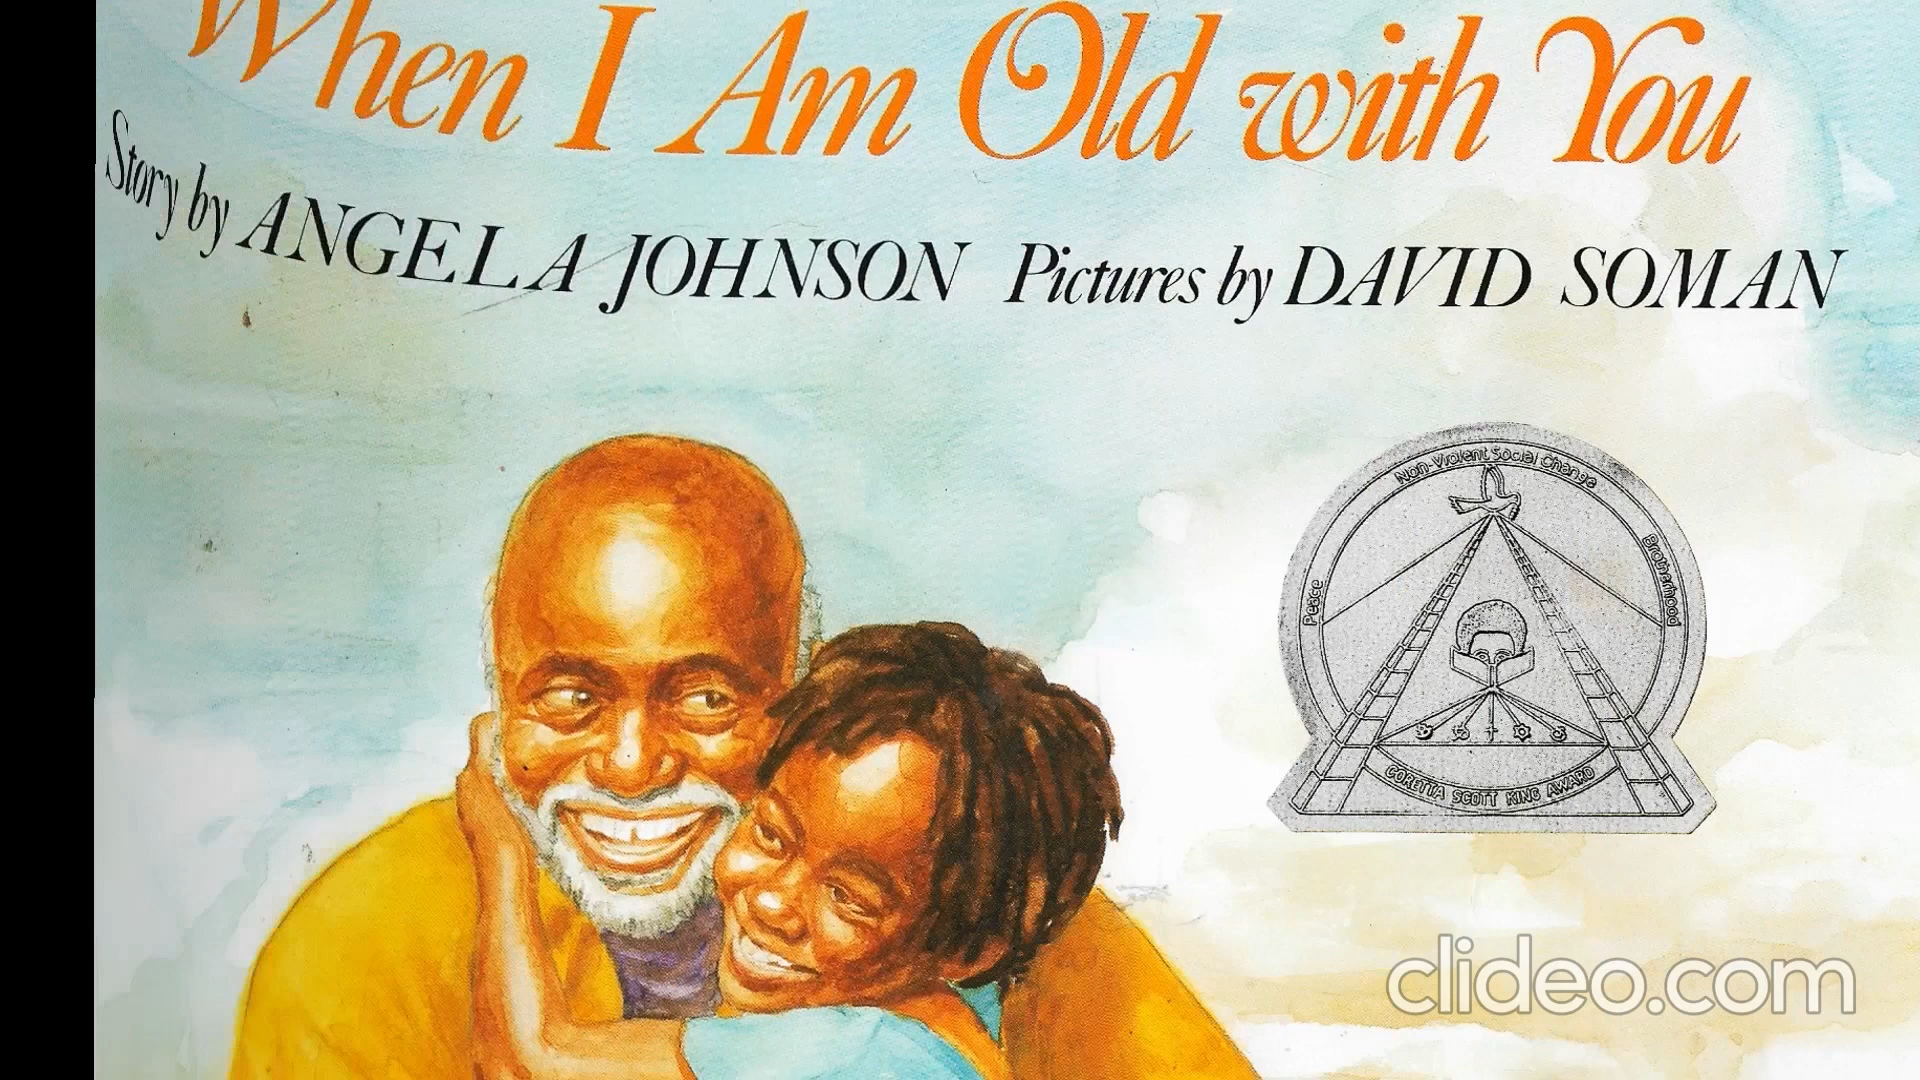 When I Am Old with You
Story by ANGELA JOHNSON Pictures by DAVID SOMAN
Non-Violent Social Change
Peace
Brotherhood
CORETTA SCOTT KING AWARD
clideo.com